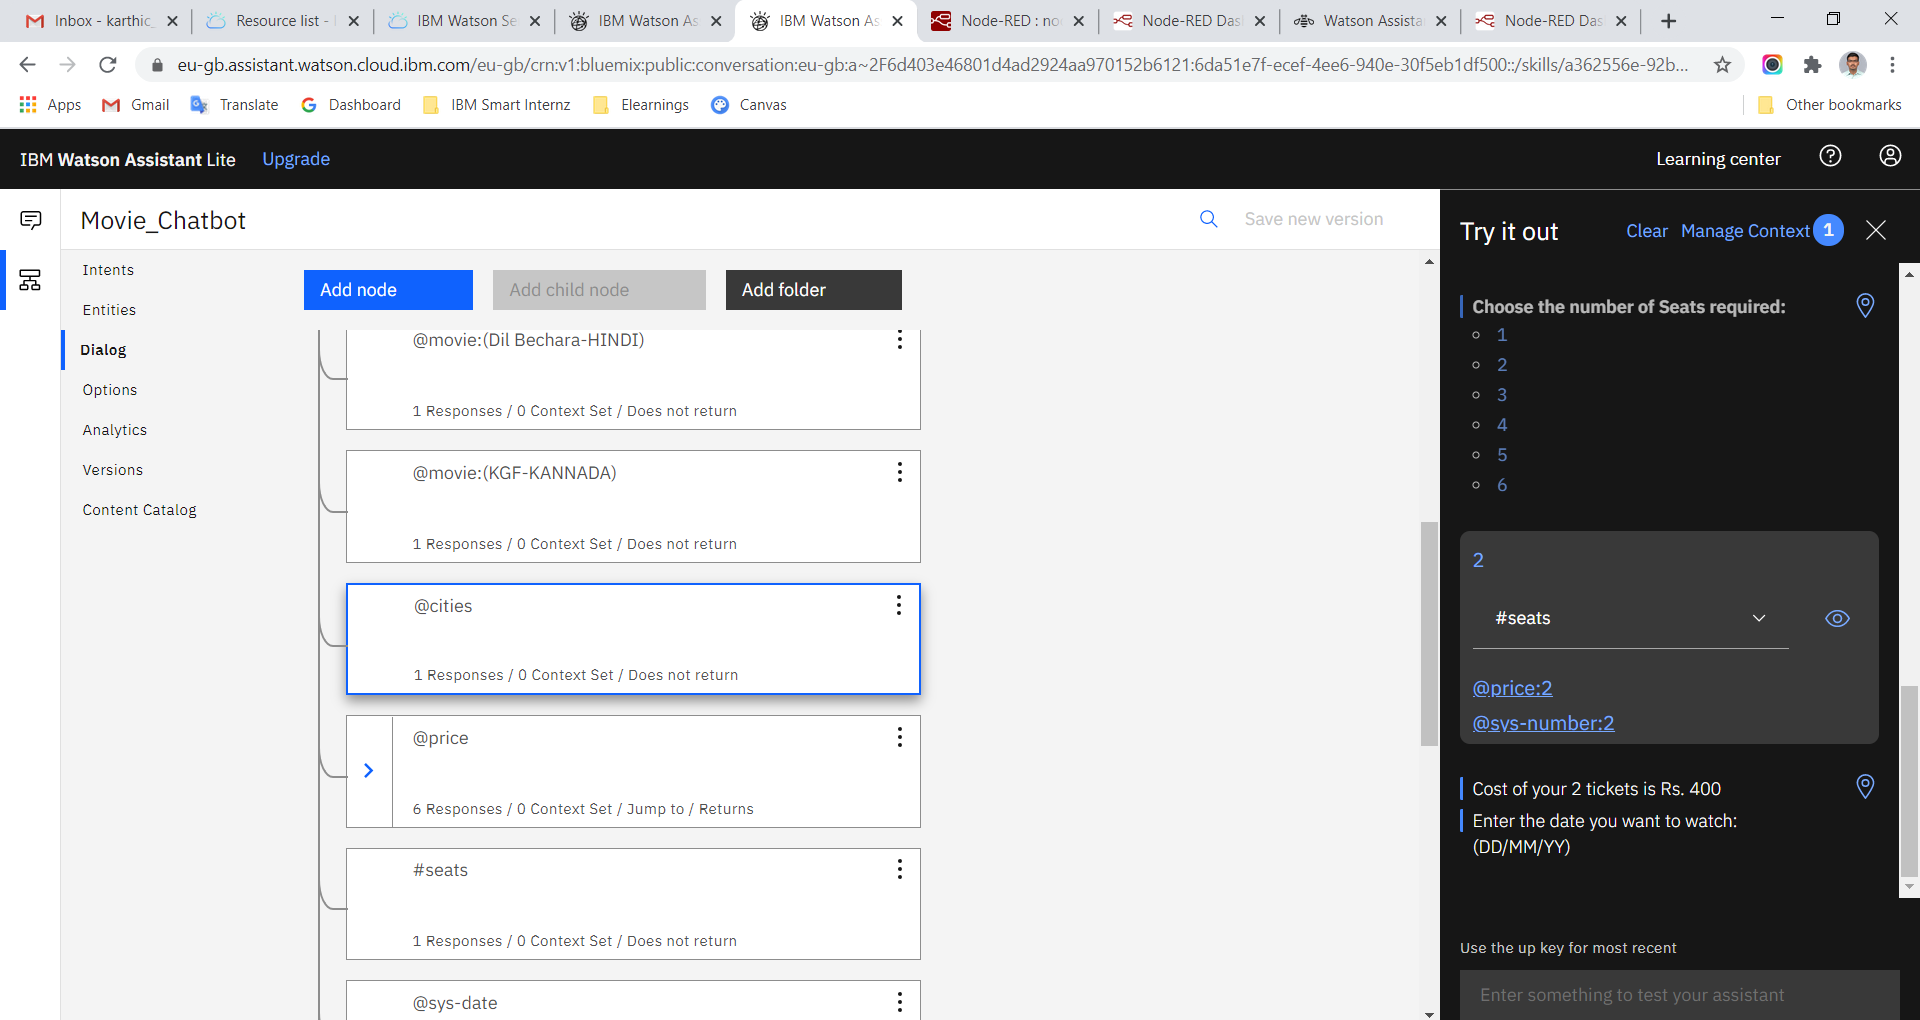 Inbox - karthic_
Resource list -
IBM Watson Se
IBM Watson As
IBM Watson As
Node-RED : no
Node-RED Das
Watson Assista
Node-RED Das
eu-gb.assistant.watson.cloud.ibm.com/eu-gb/crn:v1:bluemix:public:conversation:eu-gb:a~2F6d403e46801d4ad2924aa970152b6121:6da51e7f-ecef-4ee6-940e-30f5eb1df500::/skills/a362556e-92b...
Apps
Gmail
Translate
Dashboard
IBM Smart Internz
Elearnings
Canvas
Other bookmarks
IBM Watson Assistant Lite
Upgrade
Learning center
Movie_Chatbot
Save new version
Intents
Entities
Dialog
Options
Analytics
Versions
Content Catalog
Add node
Add child node
Add folder
@movie:(Dil Bechara-HINDI)
1 Responses / 0 Context Set / Does not return
@movie:(KGF-KANNADA)
1 Responses / 0 Context Set / Does not return
@cities
1 Responses / 0 Context Set / Does not return
@price
6 Responses / 0 Context Set / Jump to / Returns
#seats
1 Responses / 0 Context Set / Does not return
@sys-date
Try it out
Clear
Manage Context 1
Choose the number of Seats required:
1
2
3
4
5
6
2
#seats
@price:2
@sys-number:2
Cost of your 2 tickets is Rs. 400
Enter the date you want to watch:
(DD/MM/YY)
Use the up key for most recent
Enter something to test your assistant